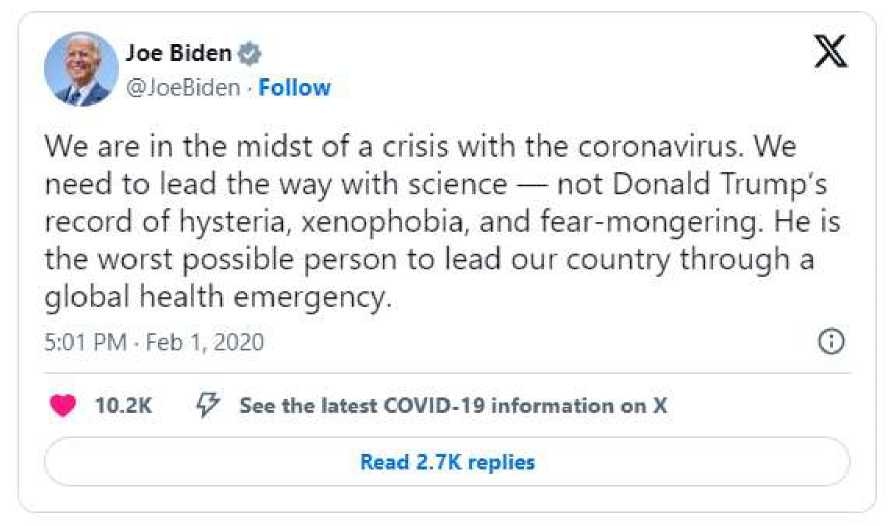 Joe Biden
@JoeBiden · Follow
We are in the midst of a crisis with the coronavirus. We
need to lead the way with science — not Donald Trump’s
record of hysteria, xenophobia, and fear-mongering. He is
the worst possible person to lead our country through a
global health emergency.
5:01 PM · Feb 1, 2020
10.2K See the latest COVID-19 information on X
Read 2.7K replies